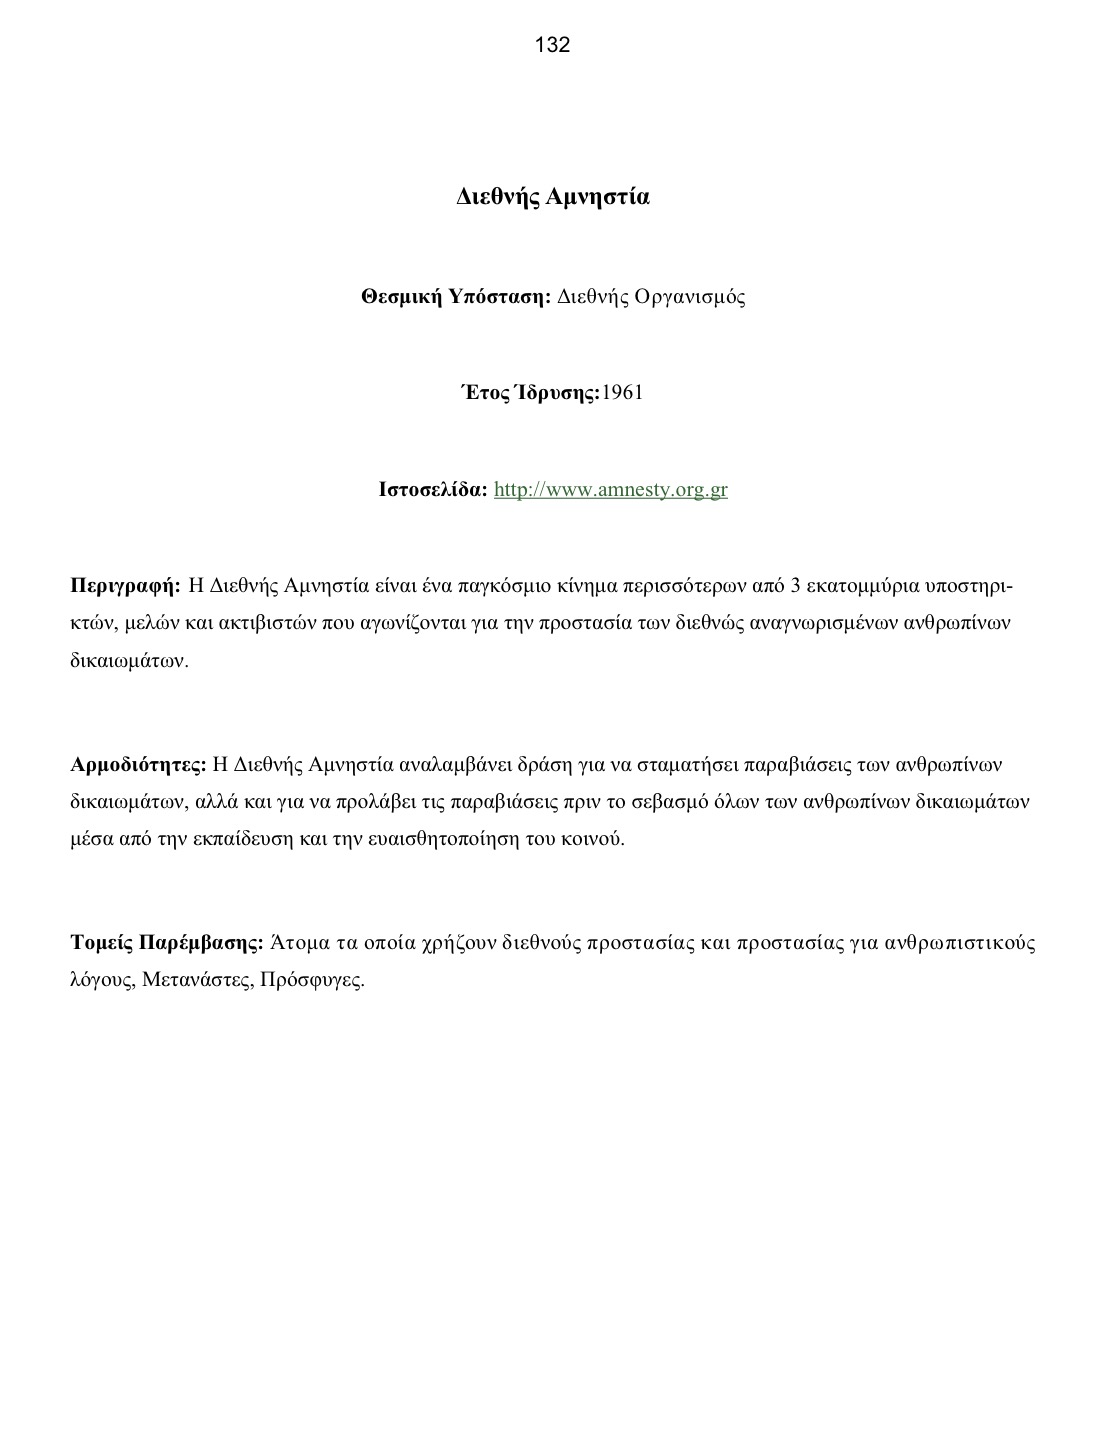 132
Διεθνής Αμνηστία
Θεσμική Υπόσταση: Διεθνής Οργανισμός
Έτος Ίδρυσης:1961
Ιστοσελίδα: http://www.amnesty.org.gr
Περιγραφή: Η Διεθνής Αμνηστία είναι ένα παγκόσμιο κίνημα περισσότερων από 3 εκατομμύρια υποστηρι-
κτών, μελών και ακτιβιστών που αγωνίζονται για την προστασία των διεθνώς αναγνωρισμένων ανθρωπίνων
δικαιωμάτων.
Αρμοδιότητες: Η Διεθνής Αμνηστία αναλαμβάνει δράση για να σταματήσει παραβιάσεις των ανθρωπίνων
δικαιωμάτων, αλλά και για να προλάβει τις παραβιάσεις πριν το σεβασμό όλων των ανθρωπίνων δικαιωμάτων
μέσα από την εκπαίδευση και την ευαισθητοποίηση του κοινού.
Τομείς Παρέμβασης: Άτομα τα οποία χρήζουν διεθνούς προστασίας και προστασίας για ανθρωπιστικούς
λόγους, Μετανάστες, Πρόσφυγες.